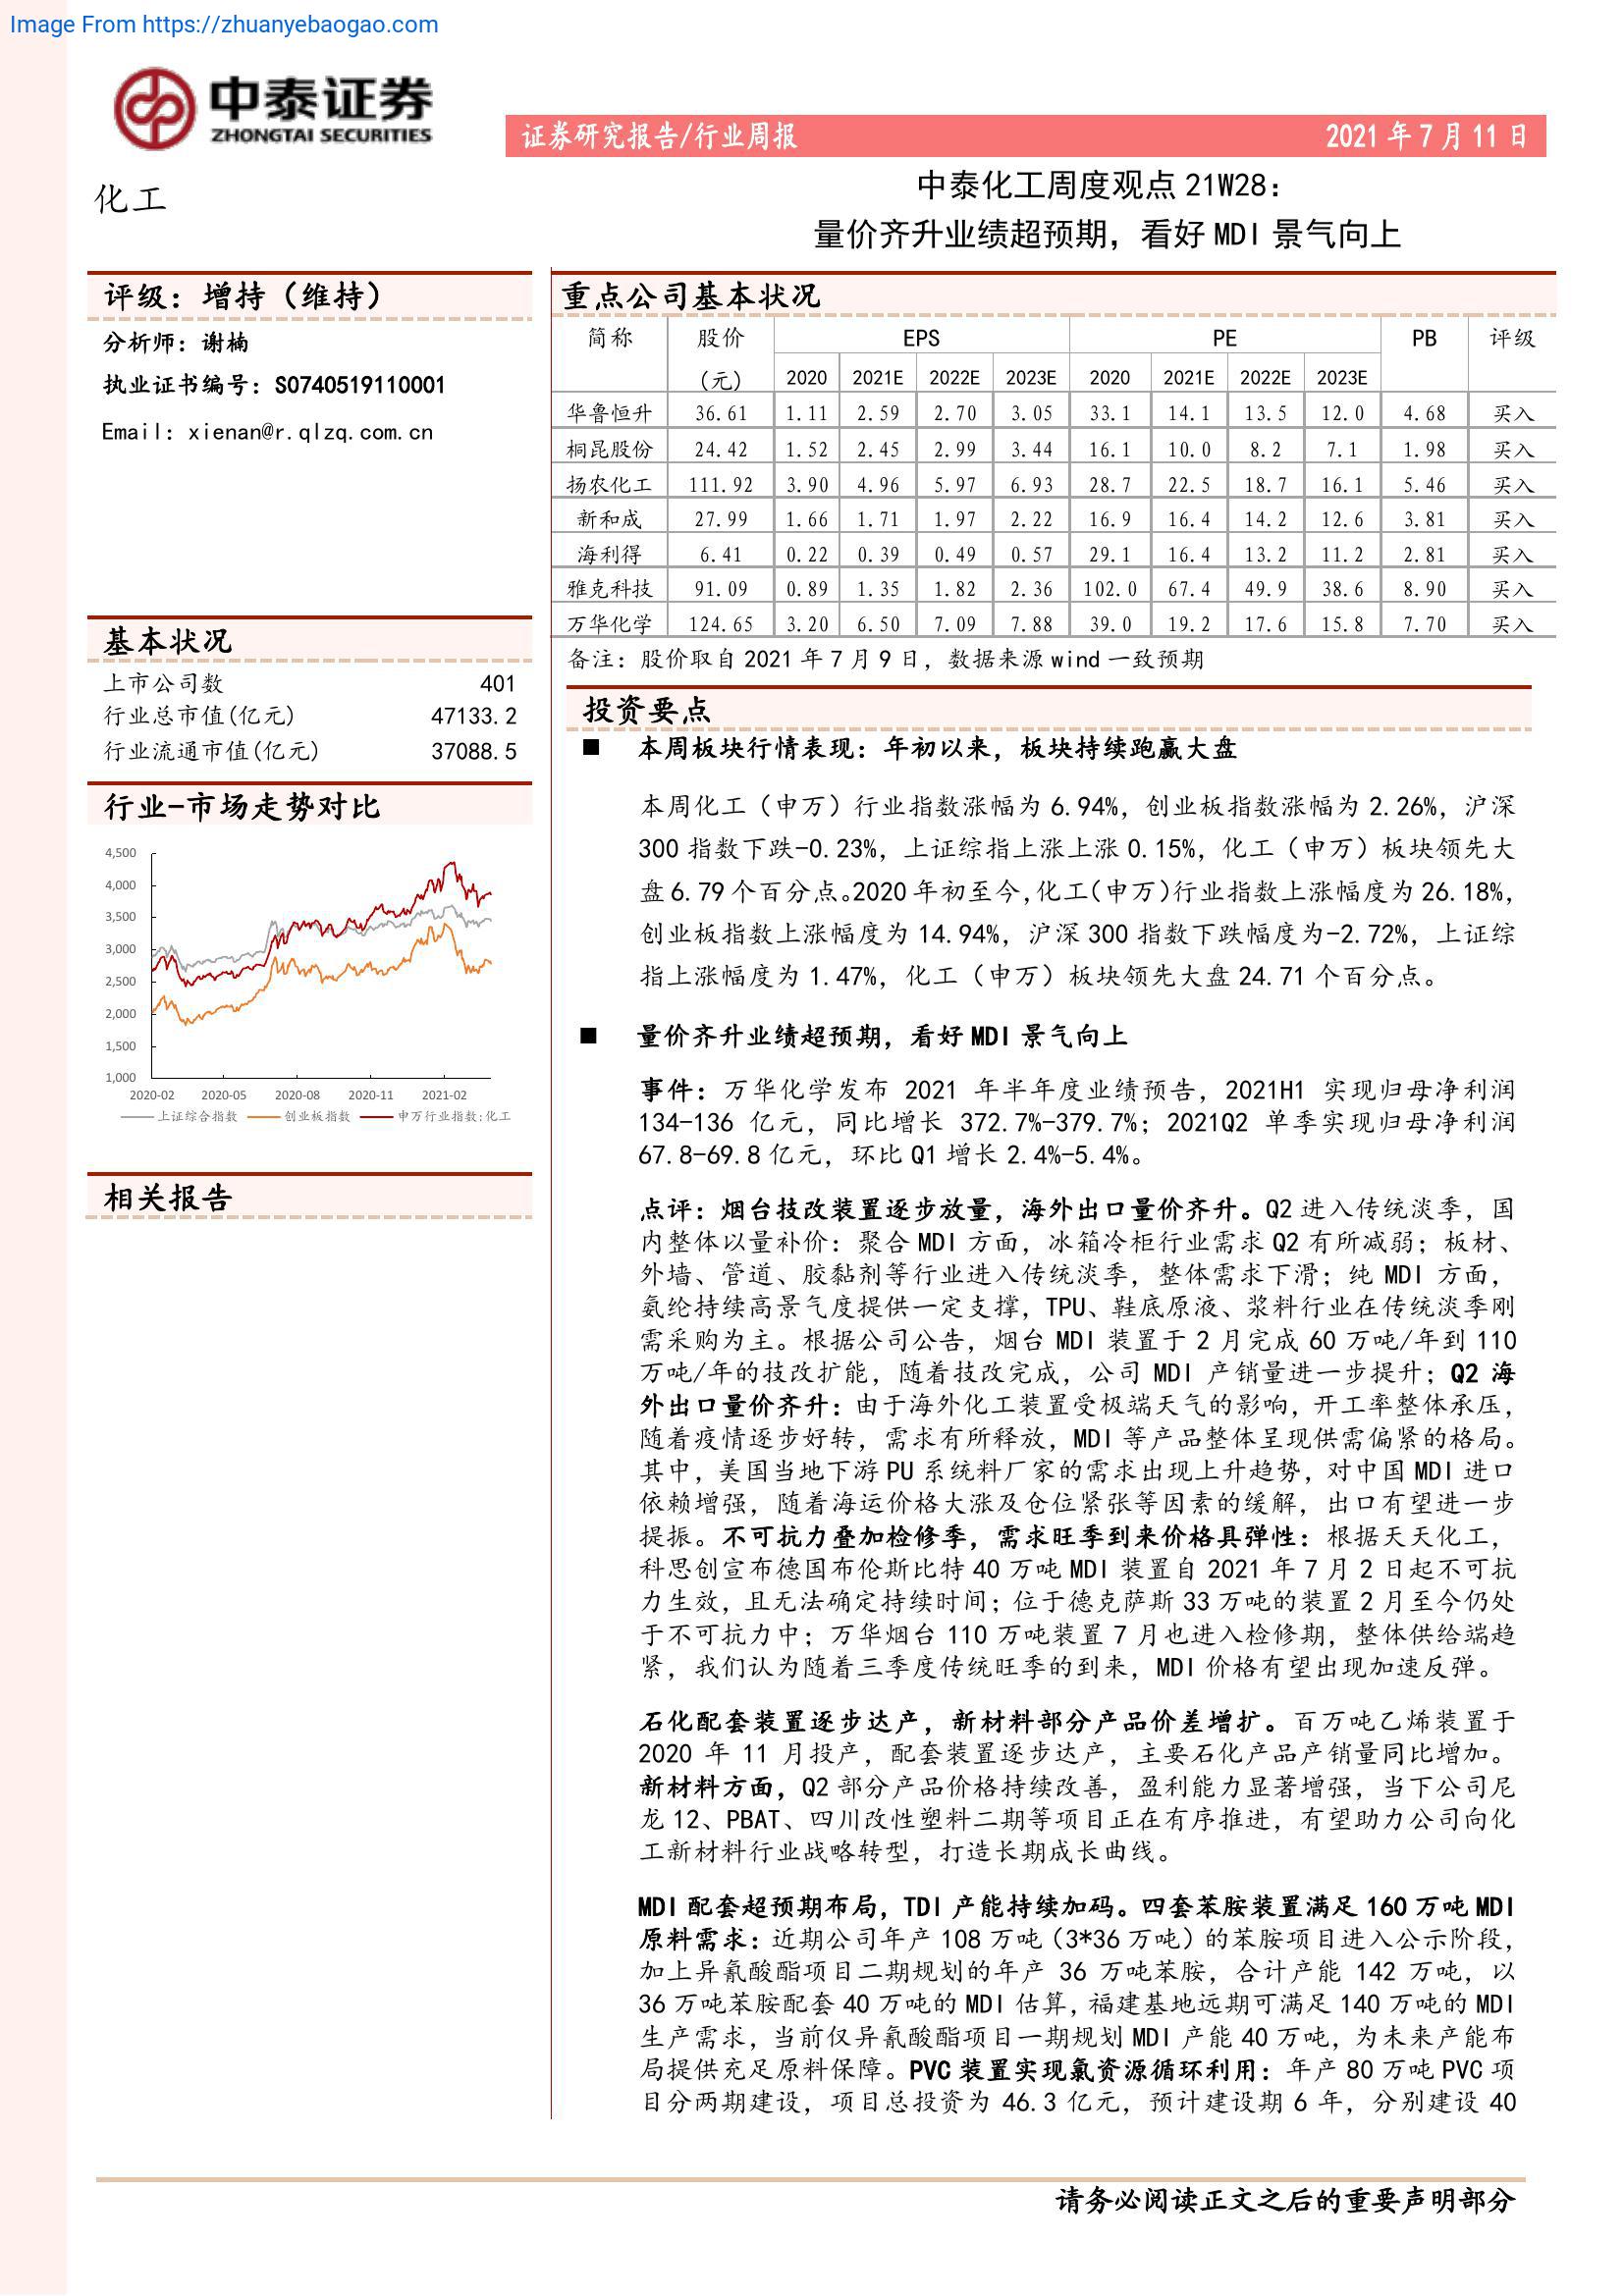 Image From https://zhuanyebaogao.com
中泰证券
ZHONGTAI SECURITIES
证券研究报告/行业周报 2021 年 7 月 11 日
化工
中泰化工周度观点 21W28：
量价齐升业绩超预期，看好 MDI 景气向上
评级：增持（维持）
分析师：谢楠
执业证书编号：S0740519110001
Email：xienan@r.qlzq.com.cn
基本状况
上市公司数 401
行业总市值(亿元) 47133.2
行业流通市值(亿元) 37088.5
行业-市场走势对比
4,500
4,000
3,500
3,000
2,500
2,000
1,500
1,000
2020-02 2020-05 2020-08 2020-11 2021-02
上证综合指数 创业板指数 申万行业指数:化工
相关报告
重点公司基本状况
简称 股价 EPS PE PB 评级
(元) 2020 2021E 2022E 2023E 2020 2021E 2022E 2023E
华鲁恒升 36.61 1.11 2.59 2.70 3.05 33.1 14.1 13.5 12.0 4.68 买入
桐昆股份 24.42 1.52 2.45 2.99 3.44 16.1 10.0 8.2 7.1 1.98 买入
扬农化工 111.92 3.90 4.96 5.97 6.93 28.7 22.5 18.7 16.1 5.46 买入
新和成 27.99 1.66 1.71 1.97 2.22 16.9 16.4 14.2 12.6 3.81 买入
海利得 6.41 0.22 0.39 0.49 0.57 29.1 16.4 13.2 11.2 2.81 买入
雅克科技 91.09 0.89 1.35 1.82 2.36 102.0 67.4 49.9 38.6 8.90 买入
万华化学 124.65 3.20 6.50 7.09 7.88 39.0 19.2 17.6 15.8 7.70 买入
备注：股价取自 2021 年 7 月 9 日，数据来源 wind 一致预期
投资要点
■ 本周板块行情表现：年初以来，板块持续跑赢大盘
本周化工（申万）行业指数涨幅为 6.94%，创业板指数涨幅为 2.26%，沪深
300 指数下跌-0.23%，上证综指上涨上涨 0.15%，化工（申万）板块领先大
盘 6.79 个百分点。2020 年初至今，化工（申万）行业指数上涨幅度为 26.18%，
创业板指数上涨幅度为 14.94%，沪深 300 指数下跌幅度为-2.72%，上证综
指上涨幅度为 1.47%，化工（申万）板块领先大盘 24.71 个百分点。
■ 量价齐升业绩超预期，看好 MDI 景气向上
事件：万华化学发布 2021 年半年度业绩预告，2021H1 实现归母净利润
134-136 亿元，同比增长 372.7%-379.7%；2021Q2 单季实现归母净利润
67.8-69.8 亿元，环比 Q1 增长 2.4%-5.4%。
点评：烟台技改装置逐步放量，海外出口量价齐升。Q2 进入传统淡季，国
内整体以量补价：聚合 MDI 方面，冰箱冷柜行业需求 Q2 有所减弱；板材、
外墙、管道、胶黏剂等行业进入传统淡季，整体需求下滑；纯 MDI 方面，
氨纶持续高景气度提供一定支撑，TPU、鞋底原液、浆料行业在传统淡季刚
需采购为主。根据公司公告，烟台 MDI 装置于 2 月完成 60 万吨/年到 110
万吨/年的技改扩能，随着技改完成，公司 MDI 产销量进一步提升；Q2 海
外出口量价齐升：由于海外化工装置受极端天气的影响，开工率整体承压，
随着疫情逐步好转，需求有所释放，MDI 等产品整体呈现供需偏紧的格局。
其中，美国当地下游 PU 系统料厂家的需求出现上升趋势，对中国 MDI 进口
依赖增强，随着海运价格大涨及仓位紧张等因素的缓解，出口有望进一步
提振。不可抗力叠加检修季，需求旺季到来价格具弹性：根据天天化工，
科思创宣布德国布伦斯比特 40 万吨 MDI 装置自 2021 年 7 月 2 日起不可抗
力生效，且无法确定持续时间；位于德克萨斯 33 万吨的装置 2 月至今仍处
于不可抗力中；万华烟台 110 万吨装置 7 月也进入检修期，整体供给端趋
紧，我们认为随着三季度传统旺季的到来，MDI 价格有望出现加速反弹。
石化配套装置逐步达产，新材料部分产品价差增扩。百万吨乙烯装置于
2020 年 11 月投产，配套装置逐步达产，主要石化产品产销量同比增加。
新材料方面，Q2 部分产品价格持续改善，盈利能力显著增强，当下公司尼
龙 12、PBAT、四川改性塑料二期等项目正在有序推进，有望助力公司向化
工新材料行业战略转型，打造长期成长曲线。
MDI 配套超预期布局，TDI 产能持续加码。四套苯胺装置满足 160 万吨 MDI
原料需求：近期公司年产 108 万吨（3*36 万吨）的苯胺项目进入公示阶段，
加上异氰酸酯项目二期规划的年产 36 万吨苯胺，合计产能 142 万吨，以
36 万吨苯胺配套 40 万吨的 MDI 估算，福建基地远期可满足 140 万吨的 MDI
生产需求，当前仅异氰酸酯项目一期规划 MDI 产能 40 万吨，为未来产能布
局提供充足原料保障。PVC 装置实现氯资源循环利用：年产 80 万吨 PVC 项
目分两期建设，项目总投资为 46.3 亿元，预计建设期 6 年，分别建设 40
请务必阅读正文之后的重要声明部分